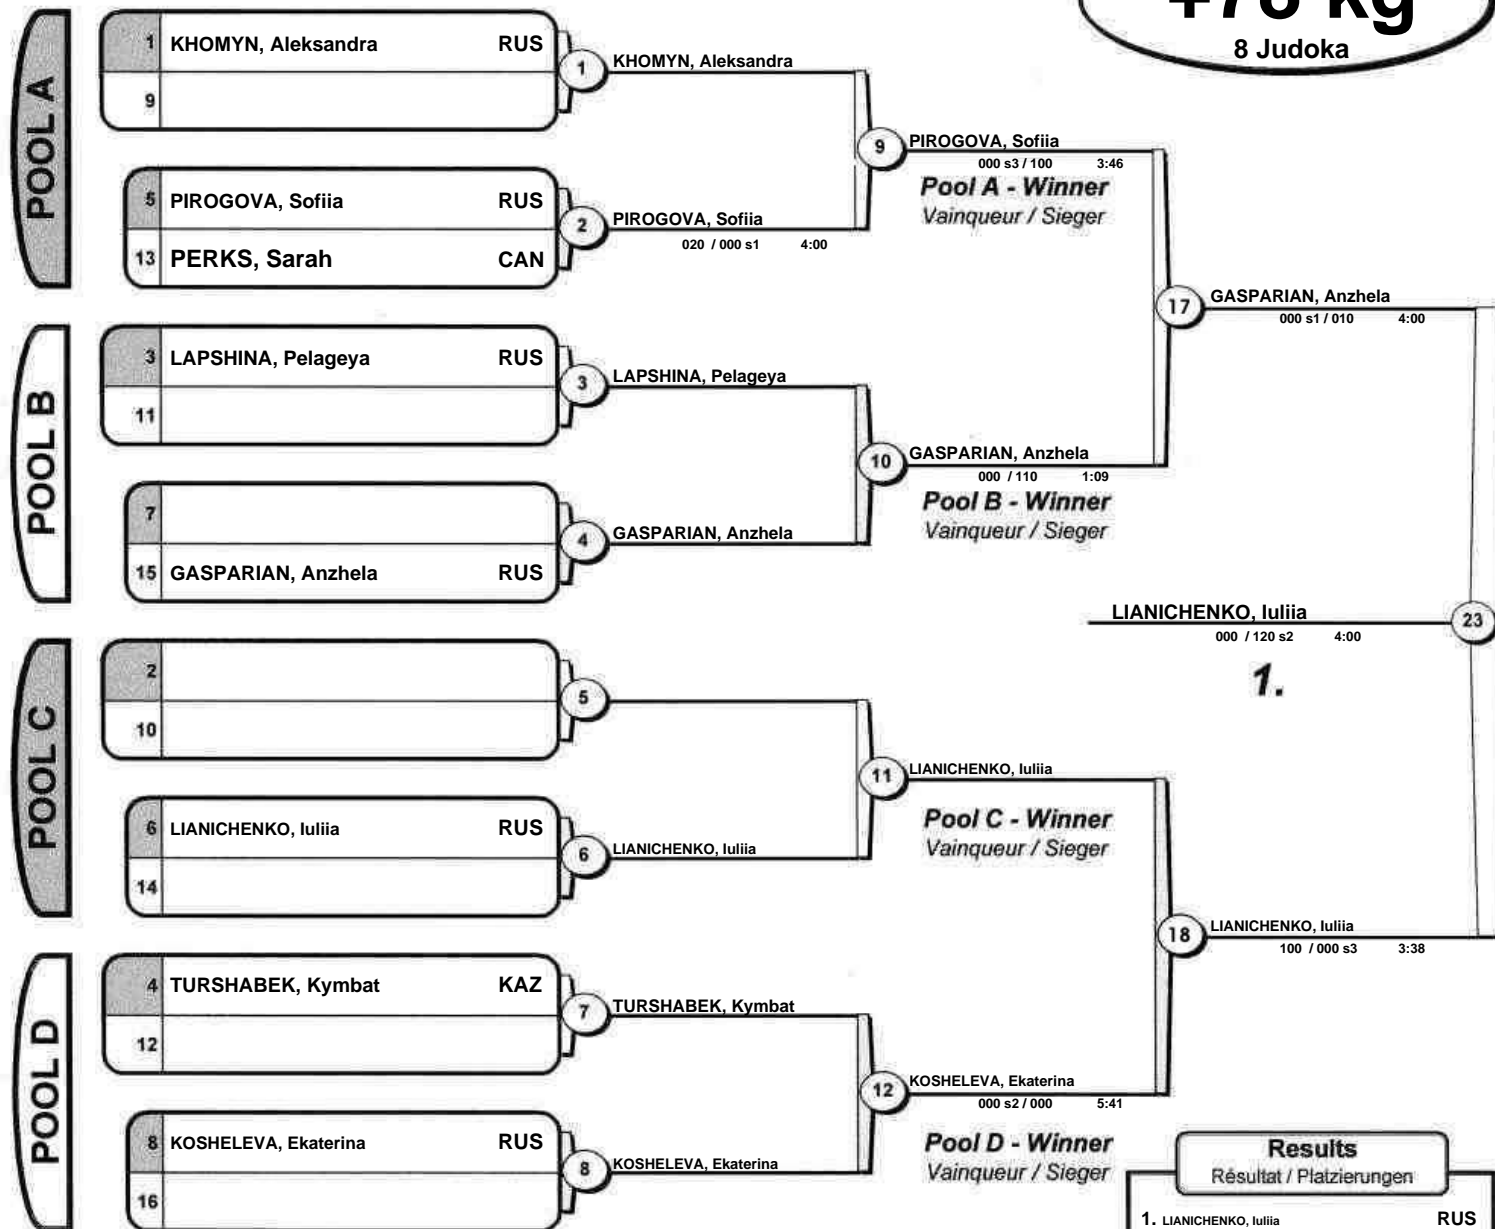 +78 kg
8 Judoka
POOL A
1 KHOMYN, Aleksandra RUS
9
1 KHOMYN, Aleksandra
5 PIROGOVA, Sofiia RUS
13 PERKS, Sarah CAN
2 PIROGOVA, Sofiia
020 / 000 s1 4:00
9 PIROGOVA, Sofiia
000 s3 / 100 3:46
Pool A - Winner
Vainqueur / Sieger
POOL B
3 LAPSHINA, Pelageya RUS
11
3 LAPSHINA, Pelageya
7
15 GASPARIAN, Anzhela RUS
4 GASPARIAN, Anzhela
10 GASPARIAN, Anzhela
000 / 110 1:09
Pool B - Winner
Vainqueur / Sieger
17 GASPARIAN, Anzhela
000 s1 / 010 4:00
LIANICHENKO, Iuliia 23
000 / 120 s2 4:00
1.
POOL C
2
10
5
6 LIANICHENKO, Iuliia RUS
14
6 LIANICHENKO, Iuliia
11 LIANICHENKO, Iuliia
Pool C - Winner
Vainqueur / Sieger
18 LIANICHENKO, Iuliia
100 / 000 s3 3:38
POOL D
4 TURSHABEK, Kymbat KAZ
12
7 TURSHABEK, Kymbat
8 KOSHELEVA, Ekaterina RUS
16
8 KOSHELEVA, Ekaterina
12 KOSHELEVA, Ekaterina
000 s2 / 000 5:41
Pool D - Winner
Vainqueur / Sieger
Results
Résultat / Platzierungen
1. LIANICHENKO, Iuliia RUS